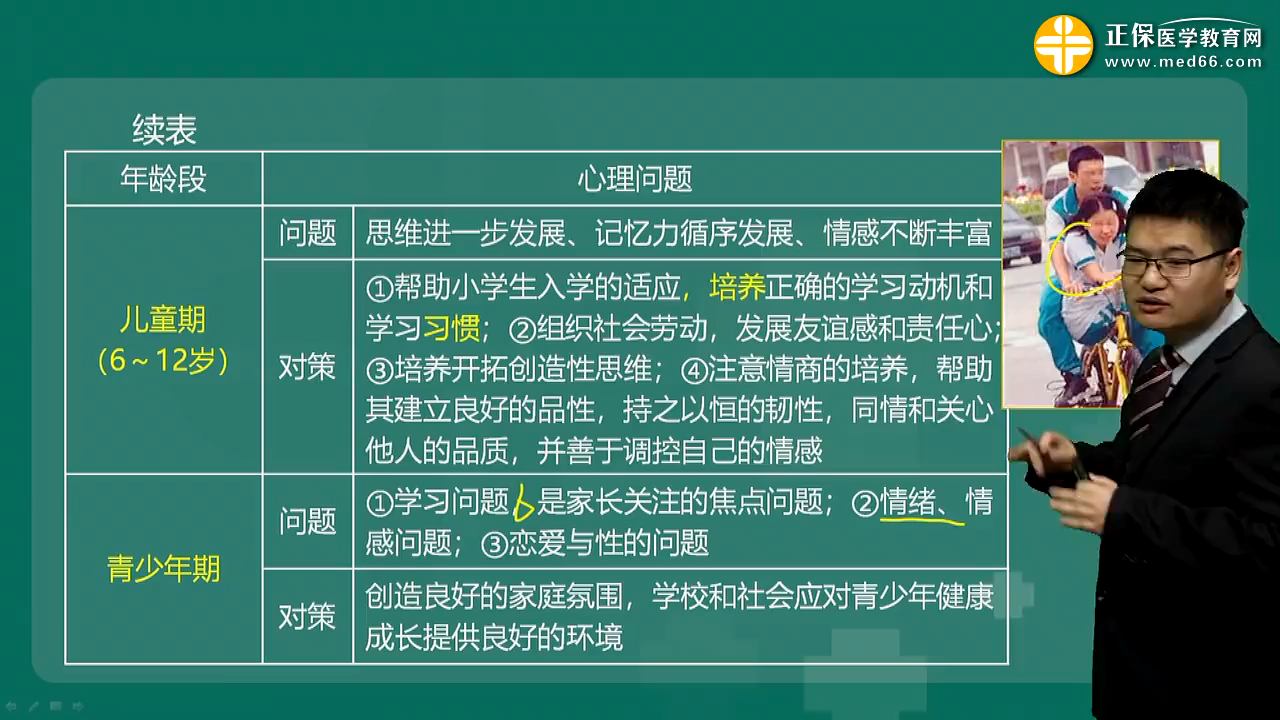 正保医学教育网
www.med66.com
续表
年龄段
心理问题
儿童期
（6～12岁）
问题
思维进一步发展、记忆力循序发展、情感不断丰富
对策
①帮助小学生入学的适应，培养正确的学习动机和
学习习惯；②组织社会劳动，发展友谊感和责任心；
③培养开拓创造性思维；④注意情商的培养，帮助
其建立良好的品性，持之以恒的韧性，同情和关心
他人的品质，并善于调控自己的情感
青少年期
问题
①学习问题，是家长关注的焦点问题；②情绪、情
感问题；③恋爱与性的问题
对策
创造良好的家庭氛围，学校和社会应对青少年健康
成长提供良好的环境